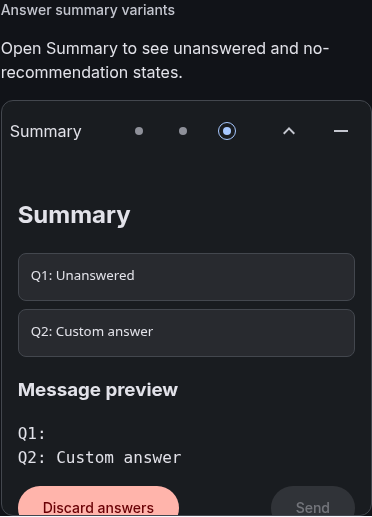 Answer summary variants
Open Summary to see unanswered and no-
recommendation states.
Summary
Summary
Q1: Unanswered
Q2: Custom answer
Message preview
Q1:
Q2: Custom answer
Discard answers
Send